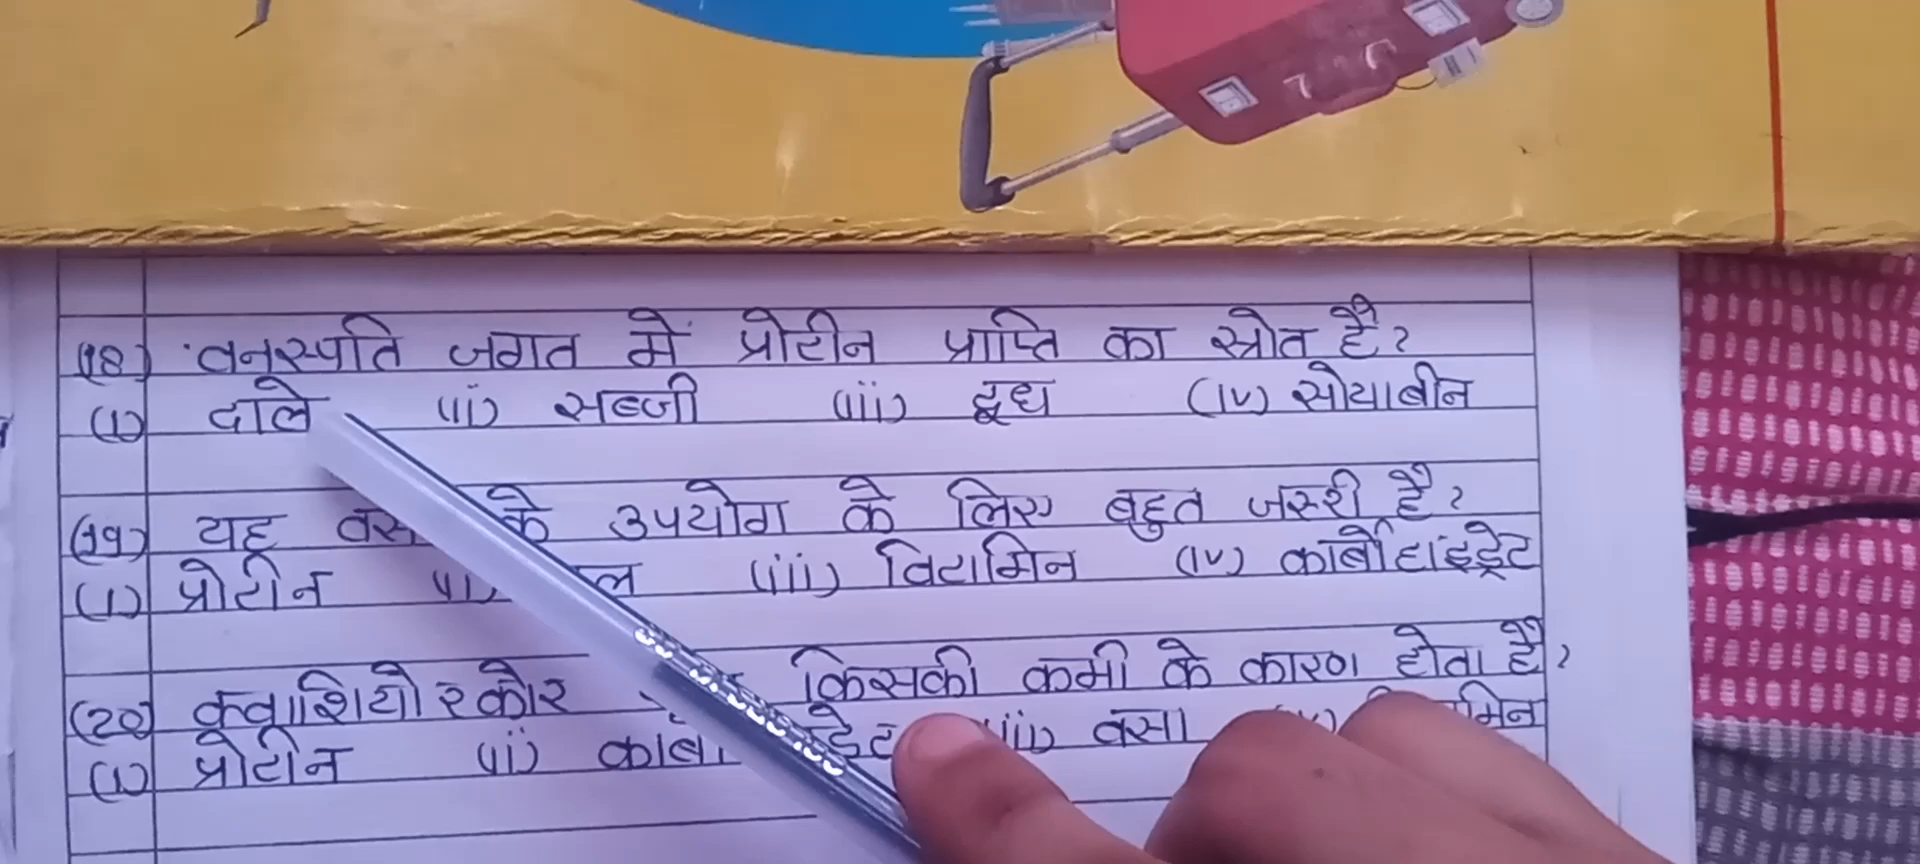 (18) वनस्पति जगत में प्रोटीन प्राप्ति का स्रोत है?
(i) दाले (ii) सब्जी (iii) दूध (iv) सोयाबीन
(19) यह के उपयोग के लिए बहुत जरूरी है?
(i) प्रोटीन (iii) विटामिन (iv) कार्बोहाइड्रेट
(20) क्वाशियोरकोर किसकी कमी के कारण होता है?
(i) प्रोटीन (ii) (iii) वसा